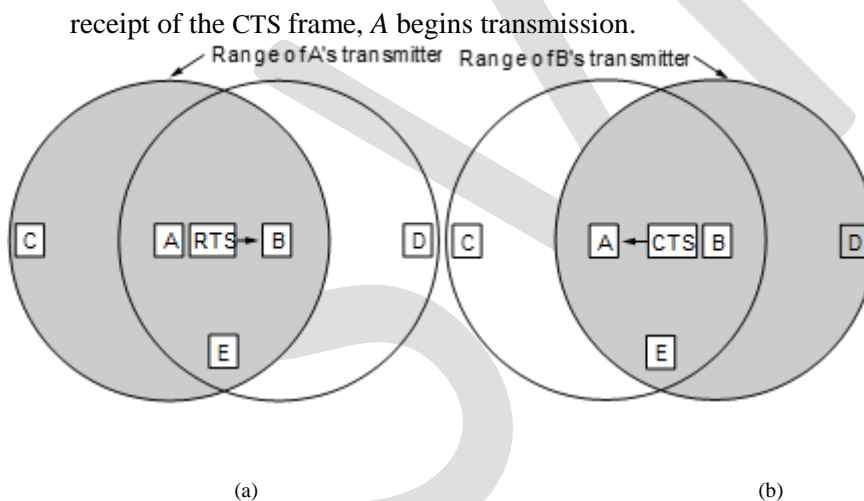 receipt of the CTS frame, A begins transmission.
Range of A's transmitter Range of B's transmitter
C A RTS B D C A CTS B D
E E
(a) (b)